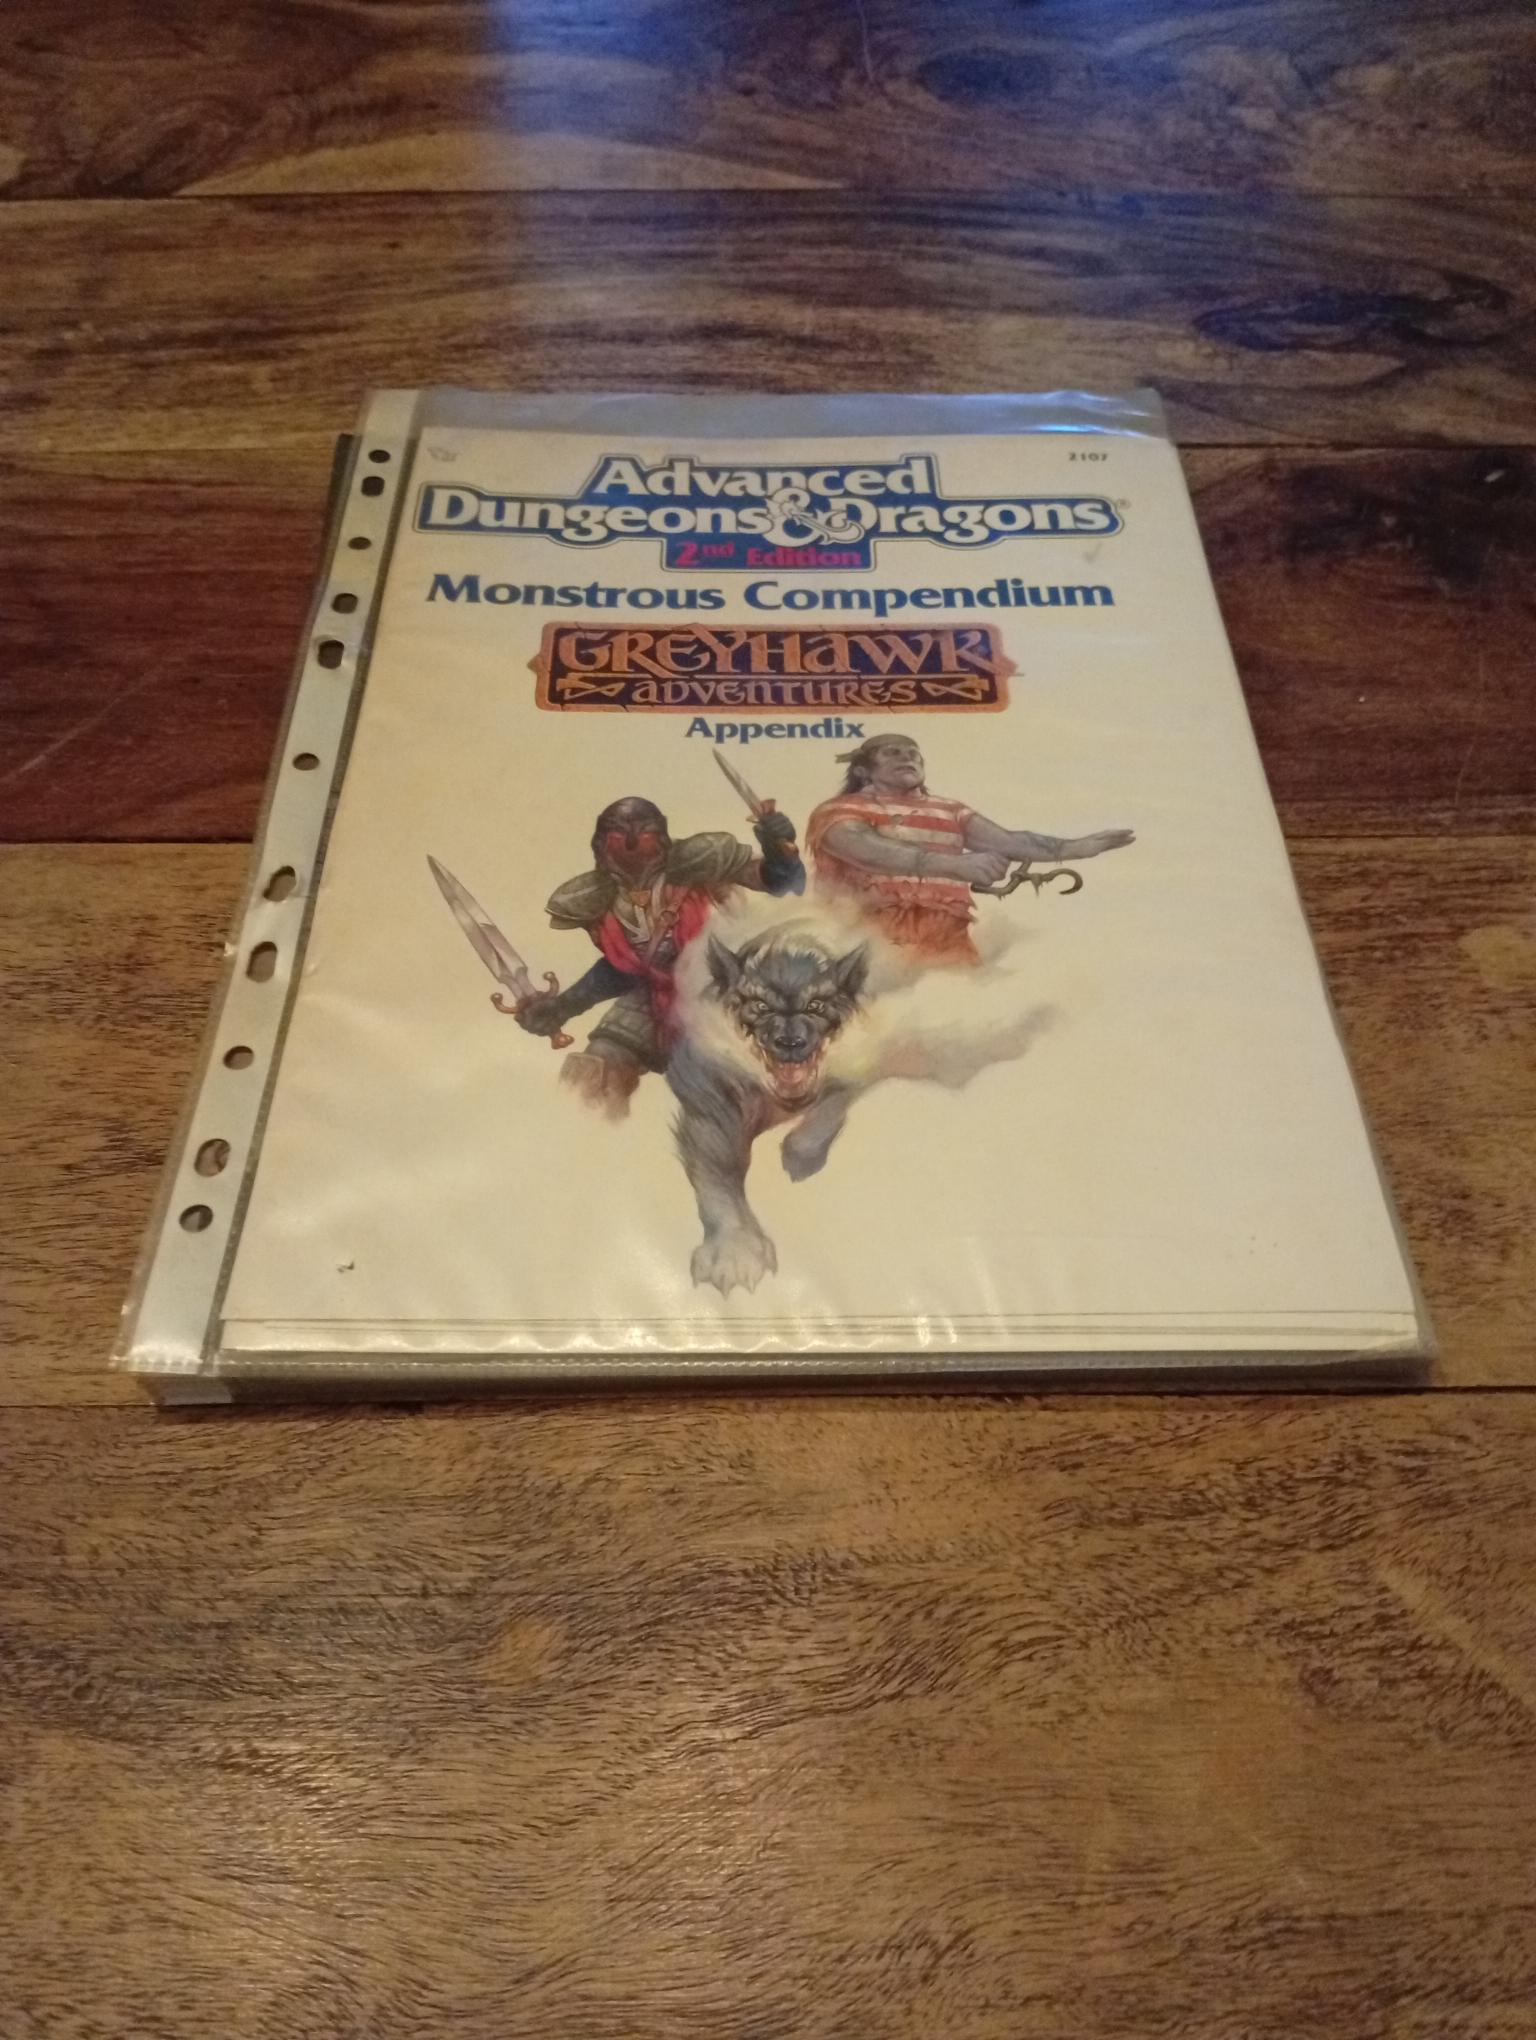 2107
Advanced
Dungeons & Dragons®
2nd Edition
Monstrous Compendium
GREYHAWK
ADVENTURES
Appendix